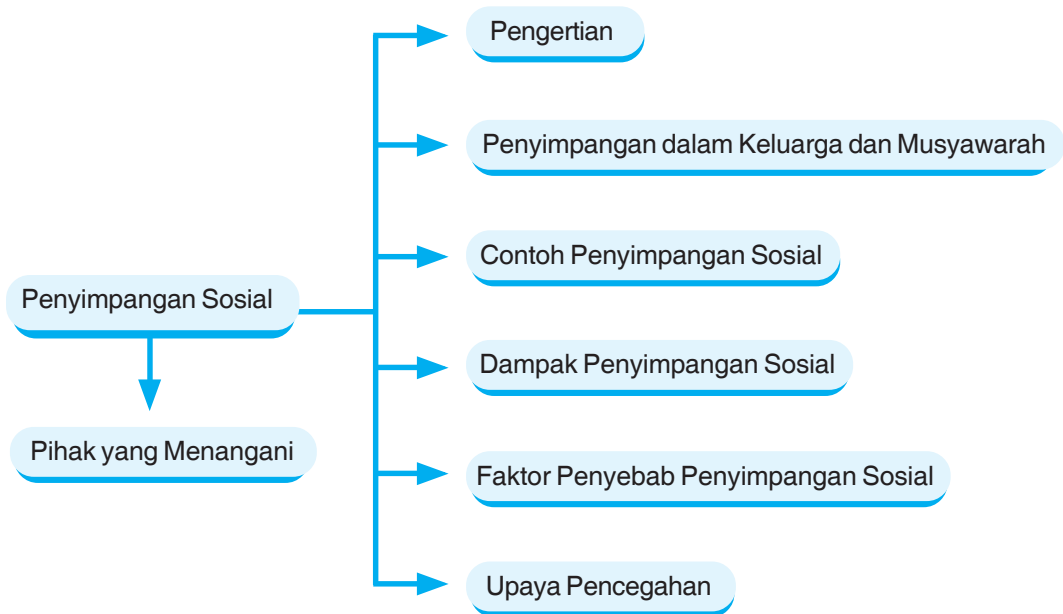 Pengertian
Penyimpangan dalam Keluarga dan Musyawarah
Contoh Penyimpangan Sosial
Penyimpangan Sosial
Dampak Penyimpangan Sosial
Pihak yang Menangani
Faktor Penyebab Penyimpangan Sosial
Upaya Pencegahan